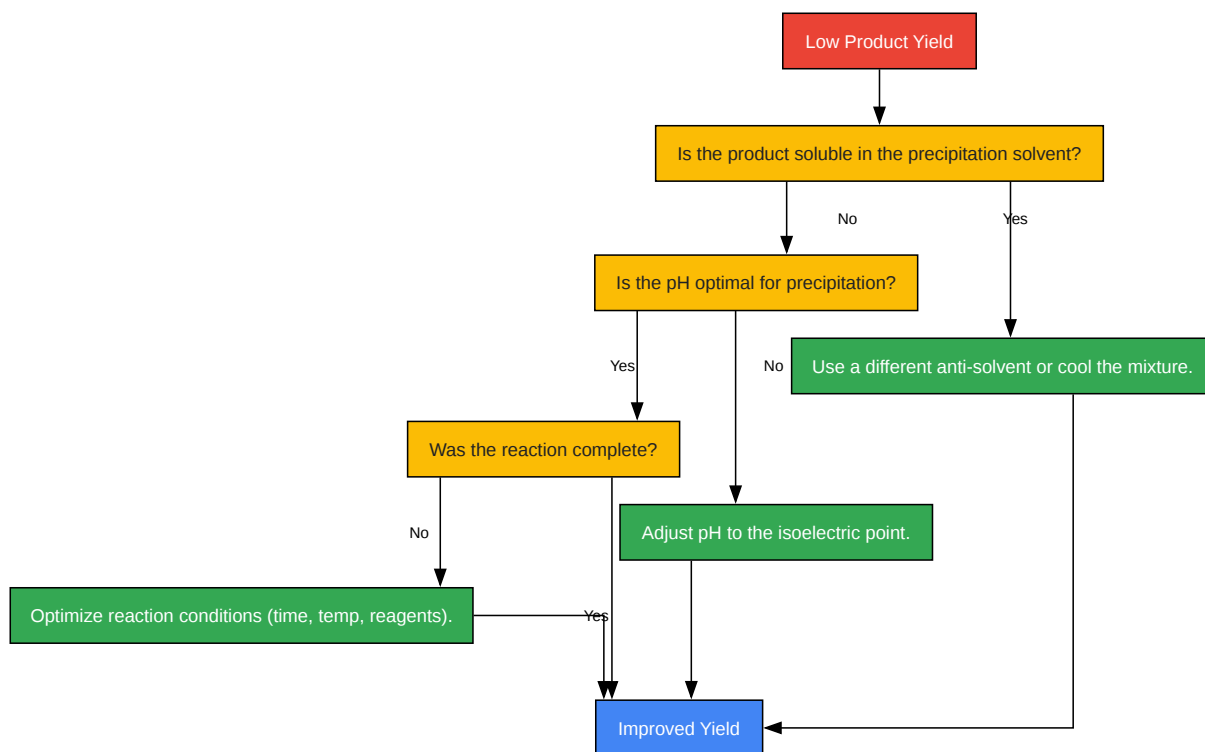 Low Product Yield
Is the product soluble in the precipitation solvent?
No
Yes
Is the pH optimal for precipitation?
Yes
No
Use a different anti-solvent or cool the mixture.
Was the reaction complete?
No
Adjust pH to the isoelectric point.
Optimize reaction conditions (time, temp, reagents).
Yes
Improved Yield